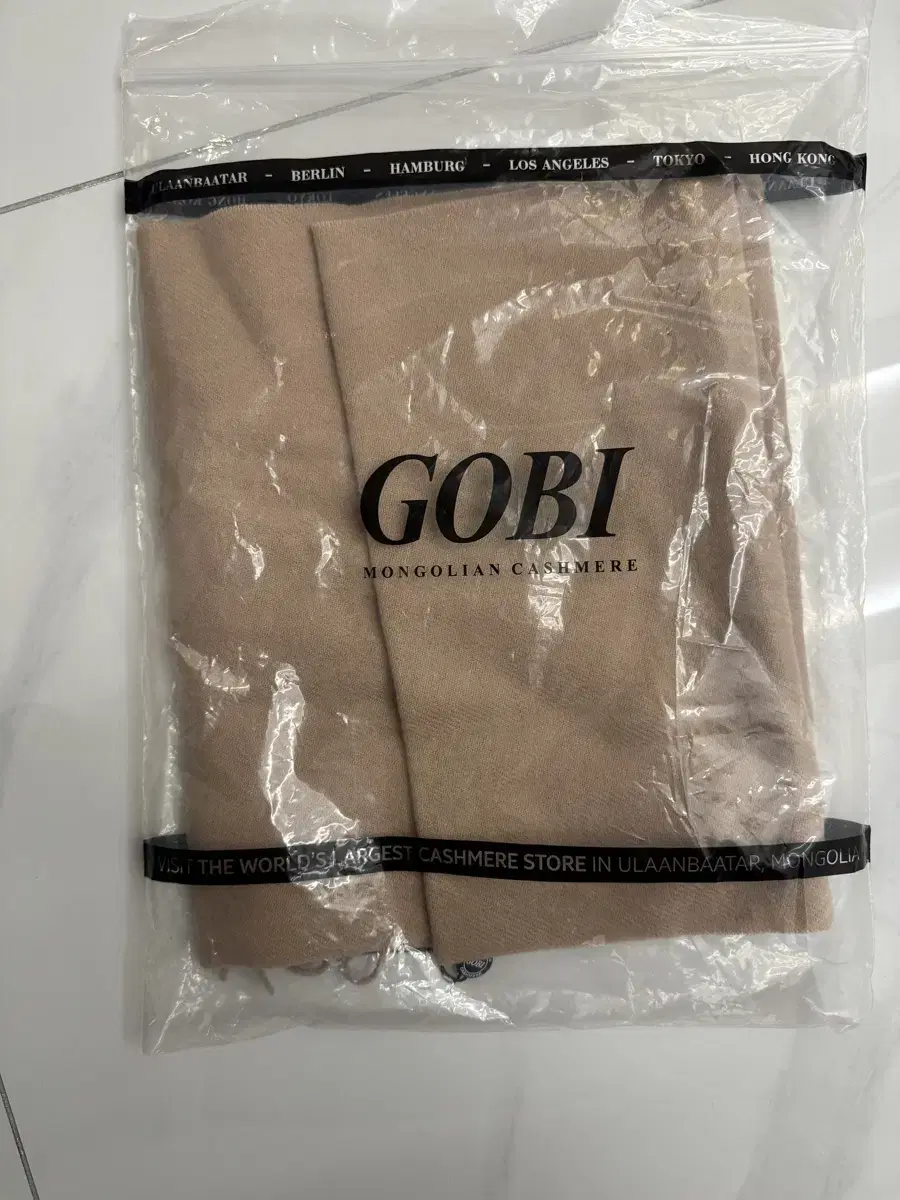 ULAANBAATAR - BERLIN - HAMBURG - LOS ANGELES - TOKYO - HONG KONG
GOBI
MONGOLIAN CASHMERE
VISIT THE WORLD'S LARGEST CASHMERE STORE IN ULAANBAATAR, MONGOLIA
GOBI